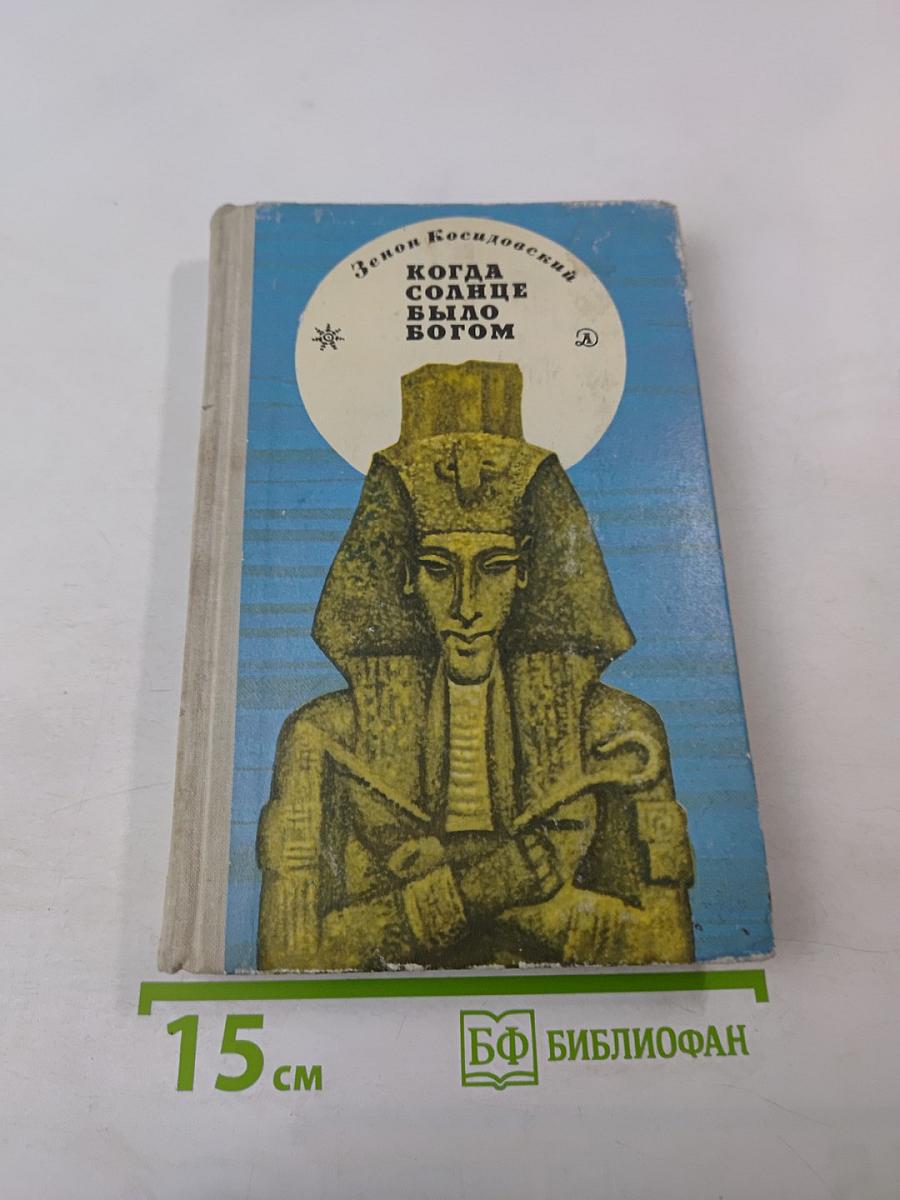 Зенон Косидовский
КОГДА
СОЛНЦЕ
БЫЛО
БОГОМ
Д
15 см
БФ БИБЛИОФАН